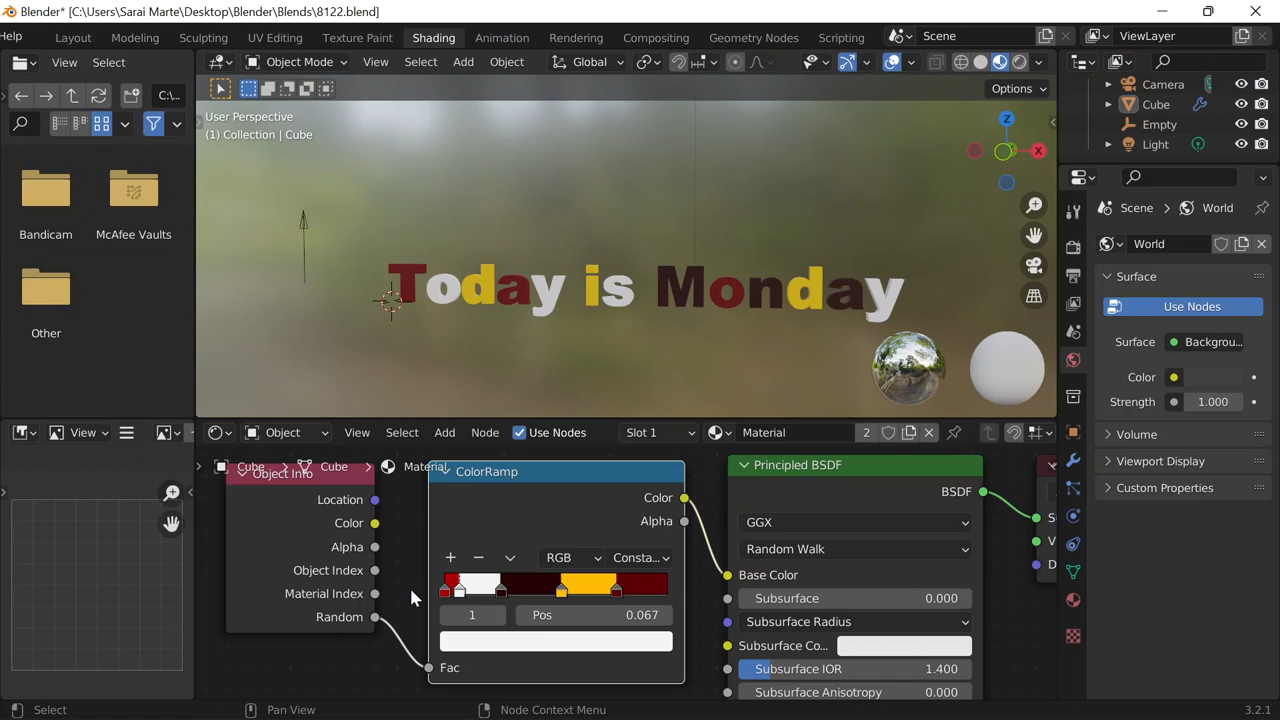 Blender* [C:\Users\Sarai Marte\Desktop\Blender\Blends\8122.blend]
Help Layout Modeling Sculpting UV Editing Texture Paint Shading Animation Rendering Compositing Geometry Nodes Scripting Scene ViewLayer
View Select Object Mode View Select Add Object Global
C:\... Options
User Perspective
(1) Collection | Cube
Z
X
Today is Monday
Bandicam McAfee Vaults
Other
Camera
Cube
Empty
Light
Scene > World
World
Surface
Use Nodes
Surface Backgrou...
Color
Strength 1.000
Volume
Viewport Display
Custom Properties
View Object View Select Add Node Use Nodes Slot 1 Material 2
Cube Cube Material
Object Info
Location
Color
Alpha
Object Index
Material Index
Random
ColorRamp
Color
Alpha
RGB Consta...
1 Pos 0.067
Fac
Principled BSDF
BSDF
GGX
Random Walk
Base Color
Subsurface 0.000
Subsurface Radius
Subsurface Co...
Subsurface IOR 1.400
Subsurface Anisotropy 0.000
S
V
D
Select Pan View Node Context Menu 3.2.1